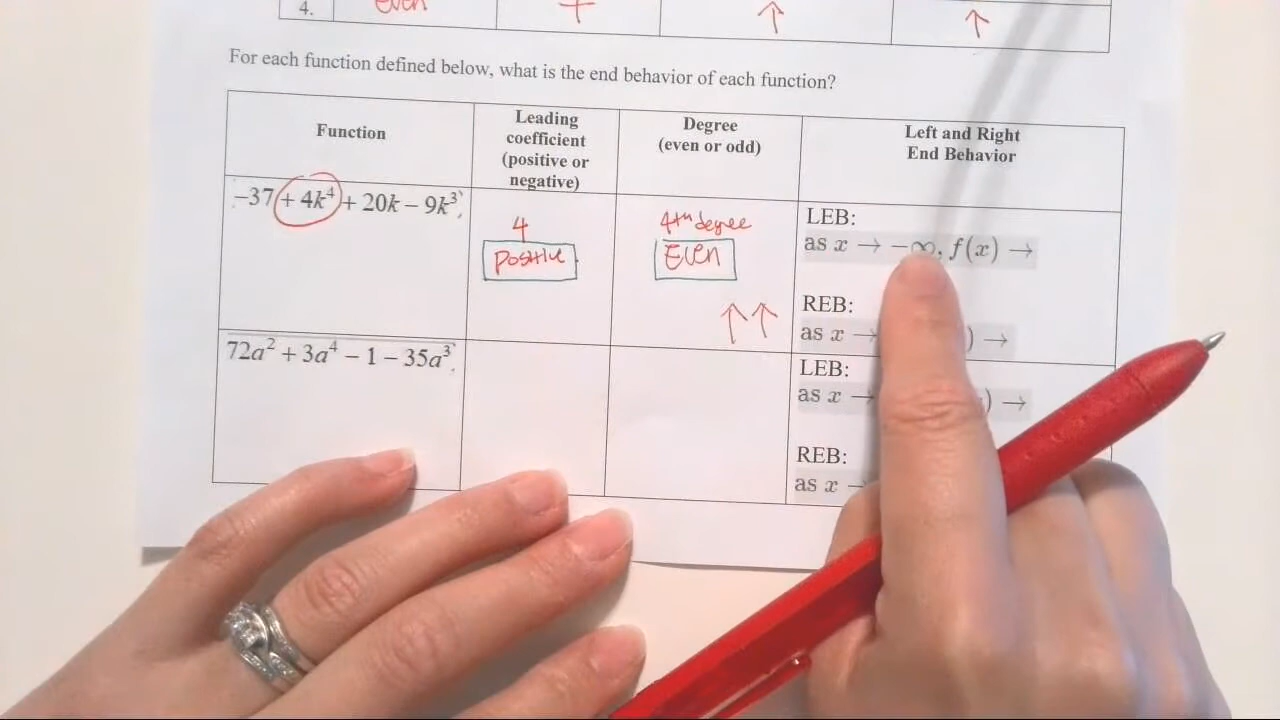 4. even + ↑ ↑
For each function defined below, what is the end behavior of each function?
Function
Leading
coefficient
(positive or
negative)
Degree
(even or odd)
Left and Right
End Behavior
−37 + 4k⁴ + 20k − 9k³
4
positive
4th degree
Even
↑↑
LEB:
as x → −∞, f(x) →
REB:
as x → ) →
72a² + 3a⁴ − 1 − 35a³
LEB:
as x → ) →
REB:
as x →